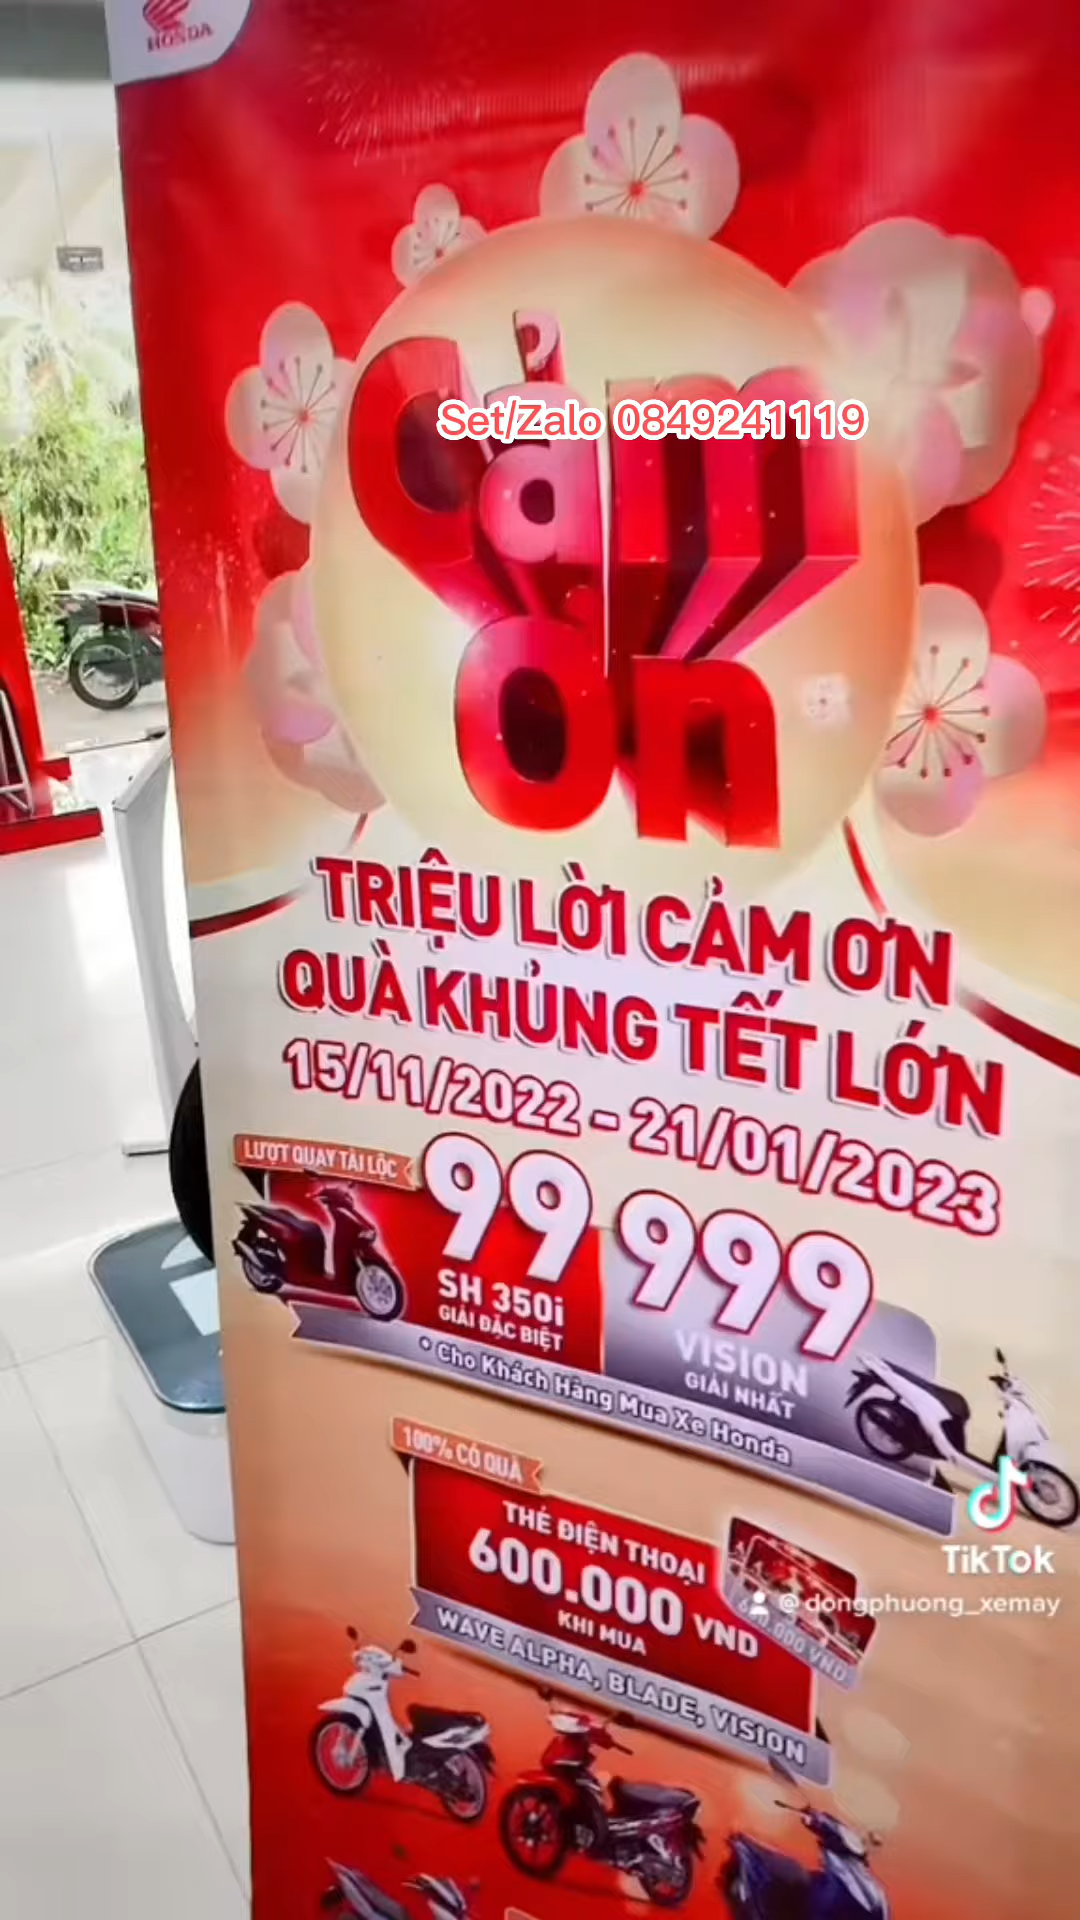 HONDA
Cảm
Set/Zalo 0849241119
Ơn
TRIỆU LỜI CẢM ƠN
QUÀ KHỦNG TẾT LỚN
15/11/2022 - 21/01/2023
LƯỢT QUAY TÀI LỘC
99 999
SH 350i
GIẢI ĐẶC BIỆT
VISION
GIẢI NHẤT
• Cho Khách Hàng Mua Xe Honda
100% CÓ QUÀ
THẺ ĐIỆN THOẠI
600.000 VND
KHI MUA
WAVE ALPHA, BLADE, VISION
TikTok
@dongphuong_xemay